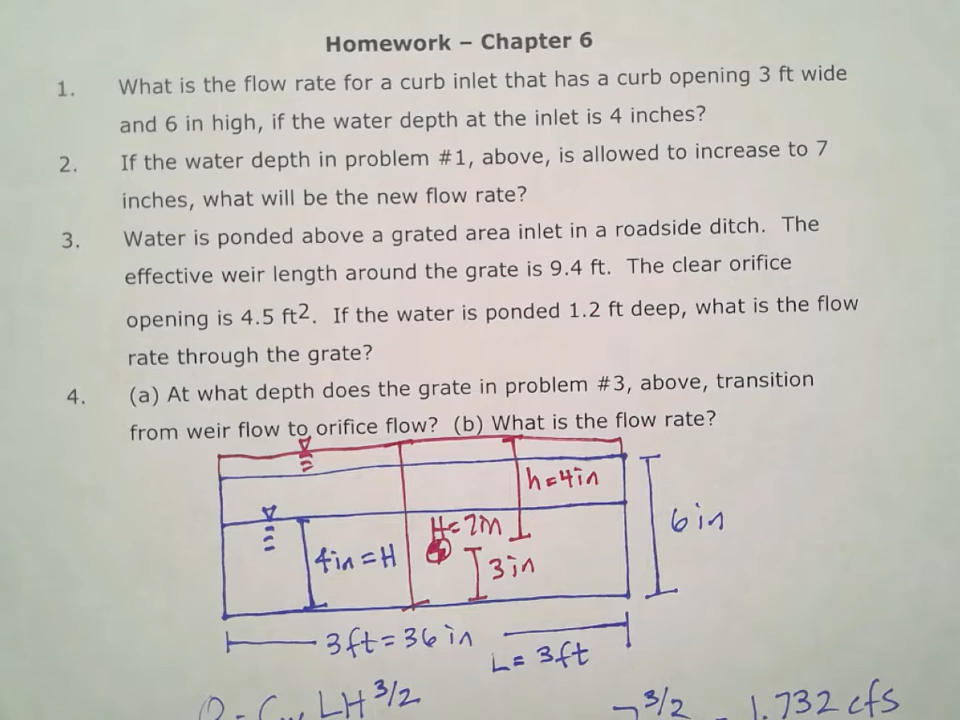 Homework – Chapter 6
1. What is the flow rate for a curb inlet that has a curb opening 3 ft wide
and 6 in high, if the water depth at the inlet is 4 inches?
2. If the water depth in problem #1, above, is allowed to increase to 7
inches, what will be the new flow rate?
3. Water is ponded above a grated area inlet in a roadside ditch. The
effective weir length around the grate is 9.4 ft. The clear orifice
opening is 4.5 ft2. If the water is ponded 1.2 ft deep, what is the flow
rate through the grate?
4. (a) At what depth does the grate in problem #3, above, transition
from weir flow to orifice flow? (b) What is the flow rate?
h=4in
6in
H=7in
4in=H
3in
3ft=36in
L=3ft
LH 3/2
3/2 1.732 cfs